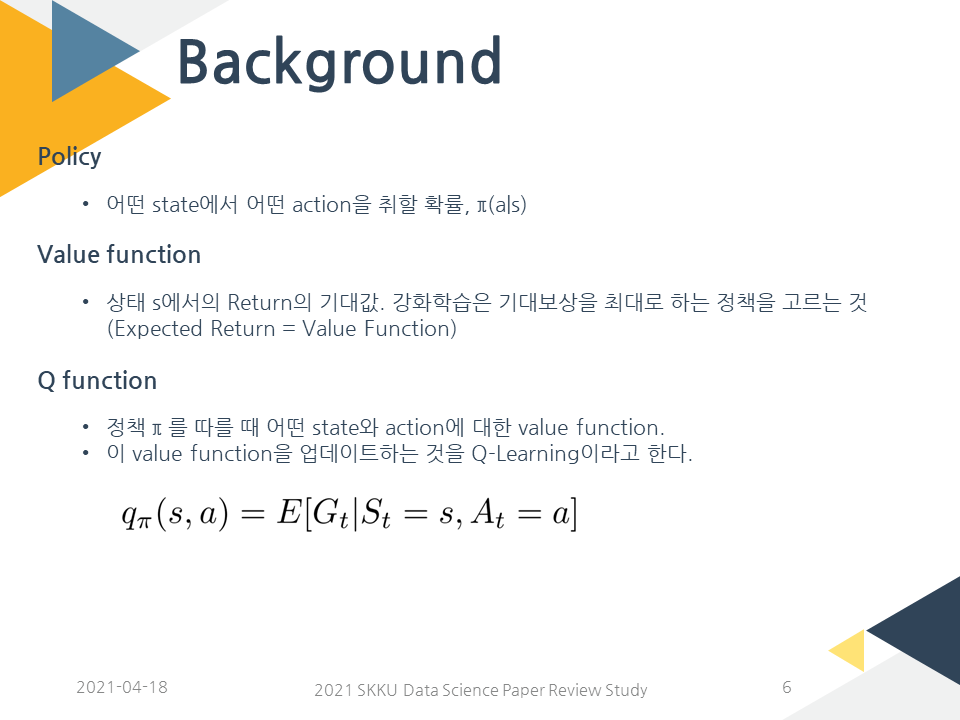 Background
Policy
• 어떤 state에서 어떤 action을 취할 확률, π(a|s)
Value function
• 상태 s에서의 Return의 기대값. 강화학습은 기대보상을 최대로 하는 정책을 고르는 것
(Expected Return = Value Function)
Q function
• 정책 π 를 따를 때 어떤 state와 action에 대한 value function.
• 이 value function을 업데이트하는 것을 Q-Learning이라고 한다.
qπ(s, a) = E[Gt|St = s, At = a]
2021-04-18
2021 SKKU Data Science Paper Review Study
6